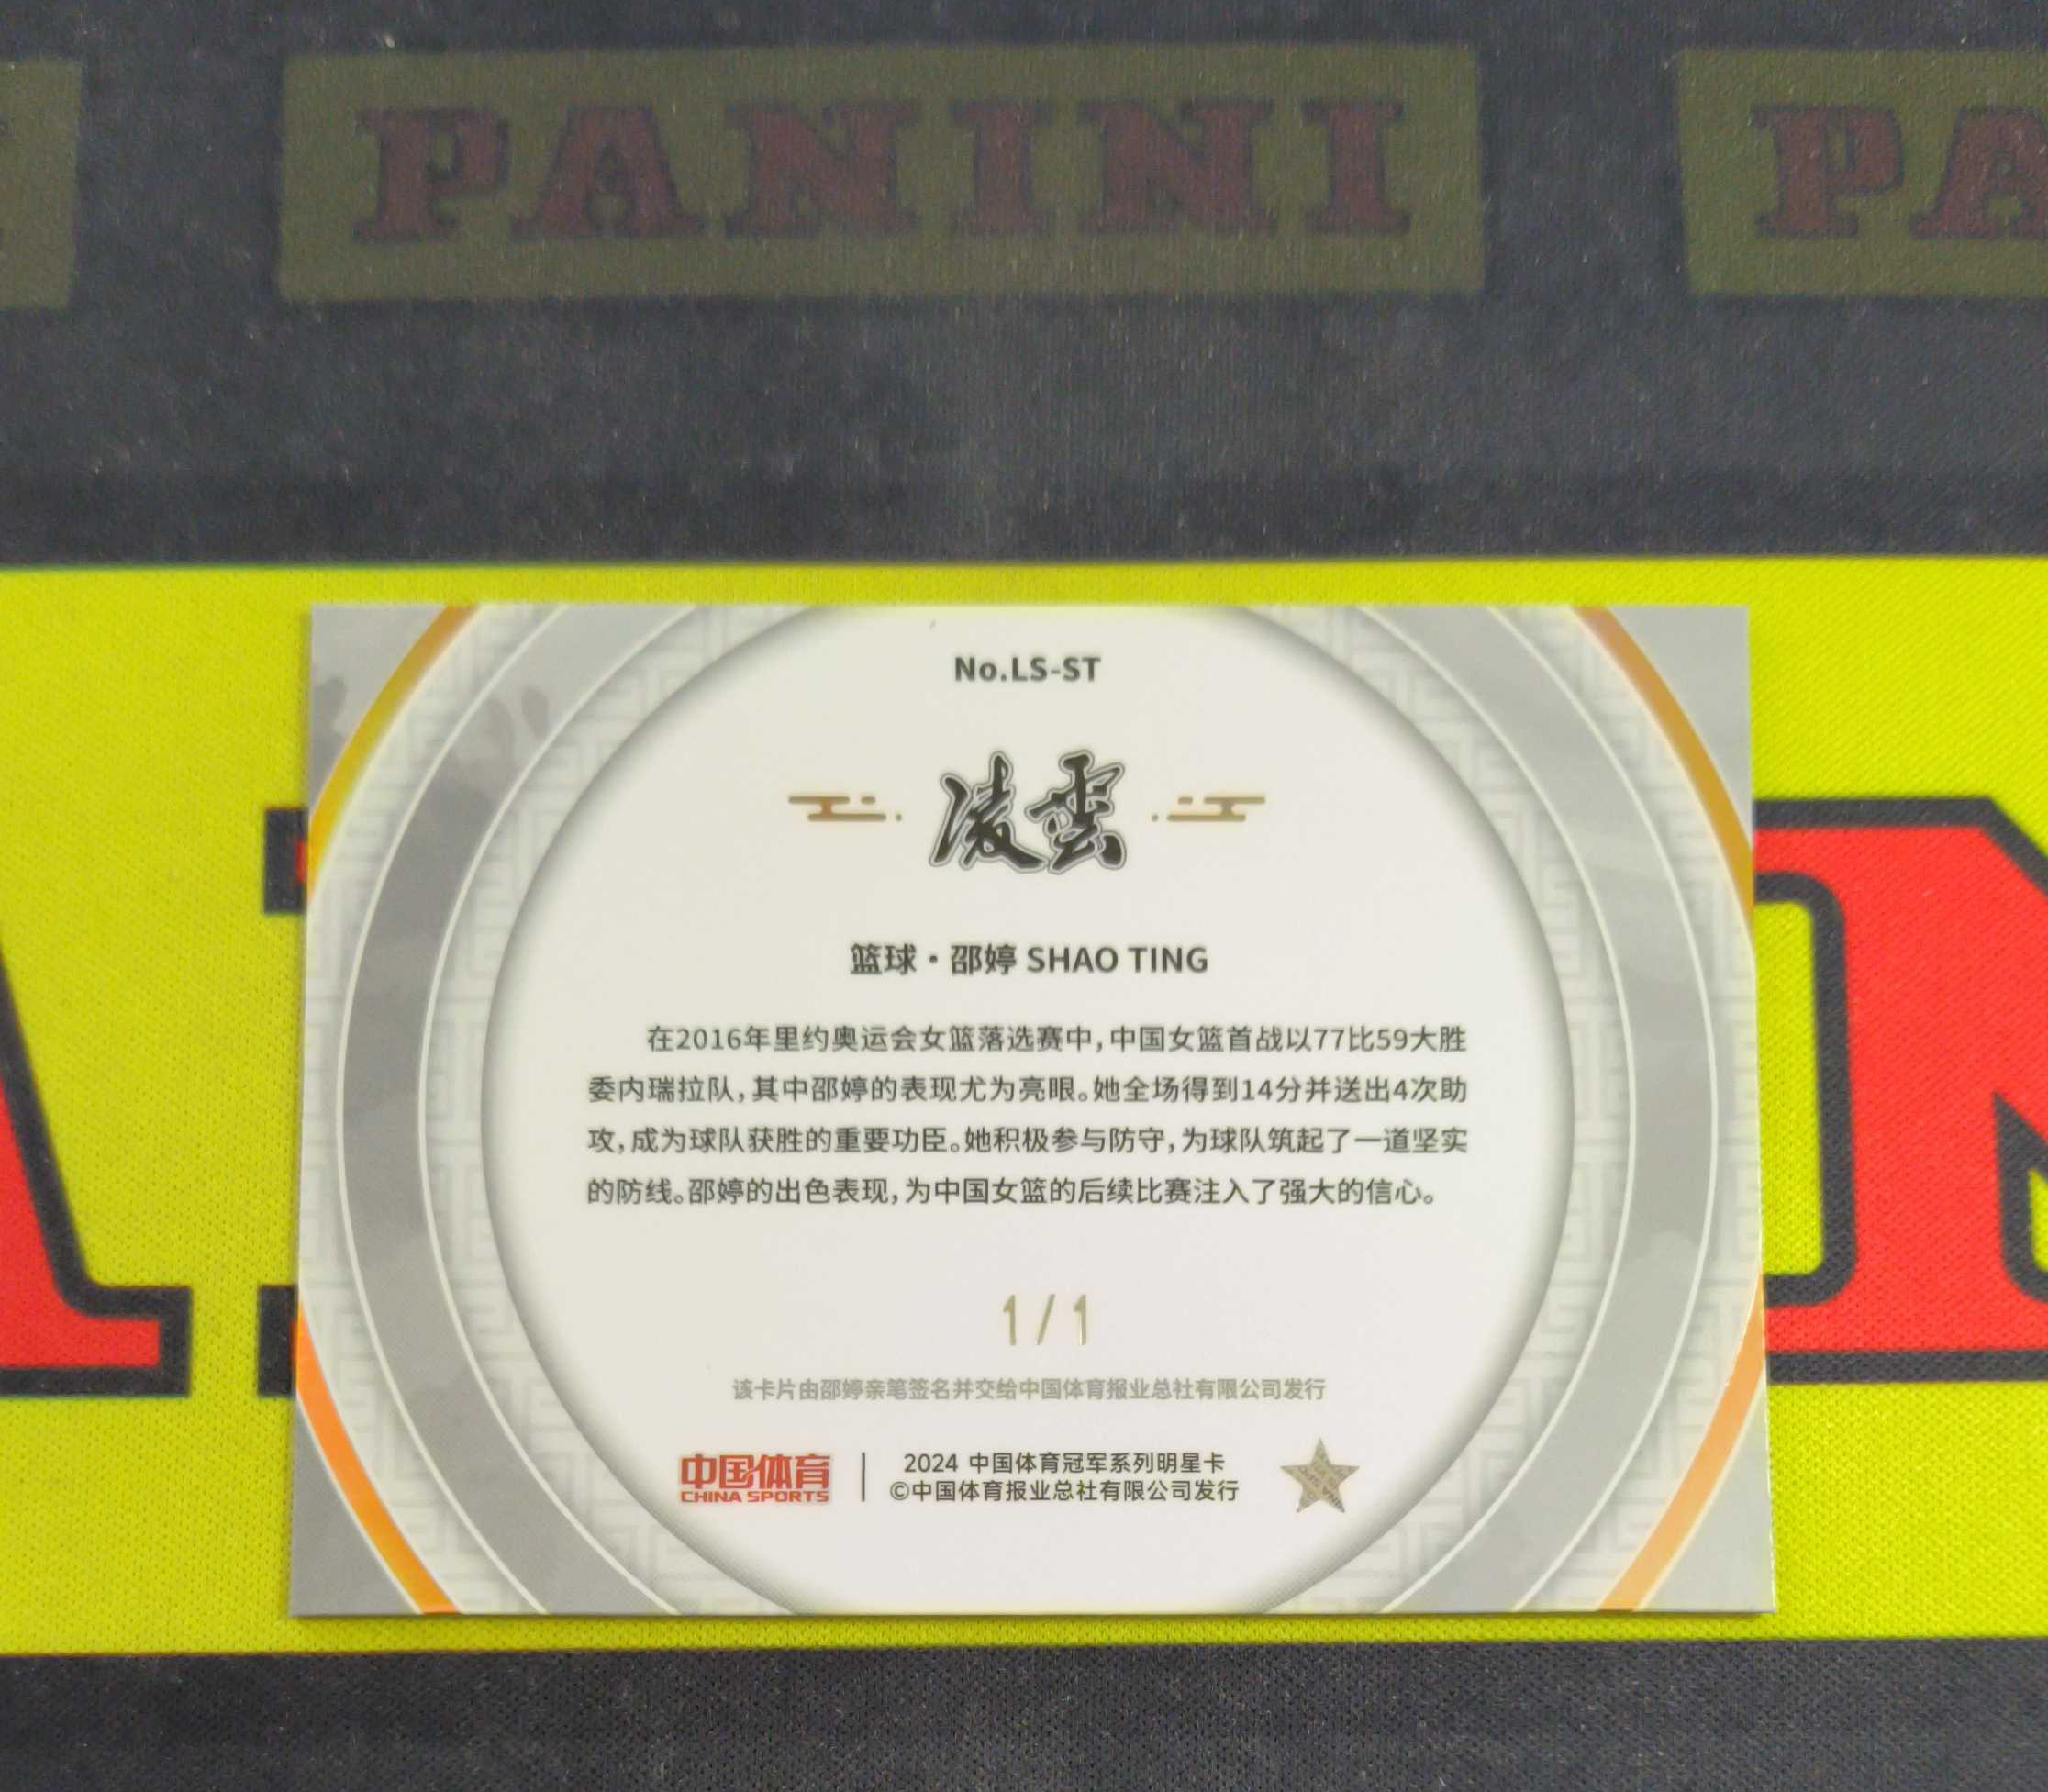 PANINI
PA
No.LS-ST
凌雲
篮球·邵婷 SHAO TING
在2016年里约奥运会女篮落选赛中,中国女篮首战以77比59大胜
委内瑞拉队,其中邵婷的表现尤为亮眼。她全场得到14分并送出4次助
攻,成为球队获胜的重要功臣。她积极参与防守,为球队筑起了一道坚实
的防线。邵婷的出色表现,为中国女篮的后续比赛注入了强大的信心。
1/1
该卡片由邵婷亲笔签名并交给中国体育报业总社有限公司发行
中国体育
CHINA SPORTS
2024 中国体育冠军系列明星卡
©中国体育报业总社有限公司发行